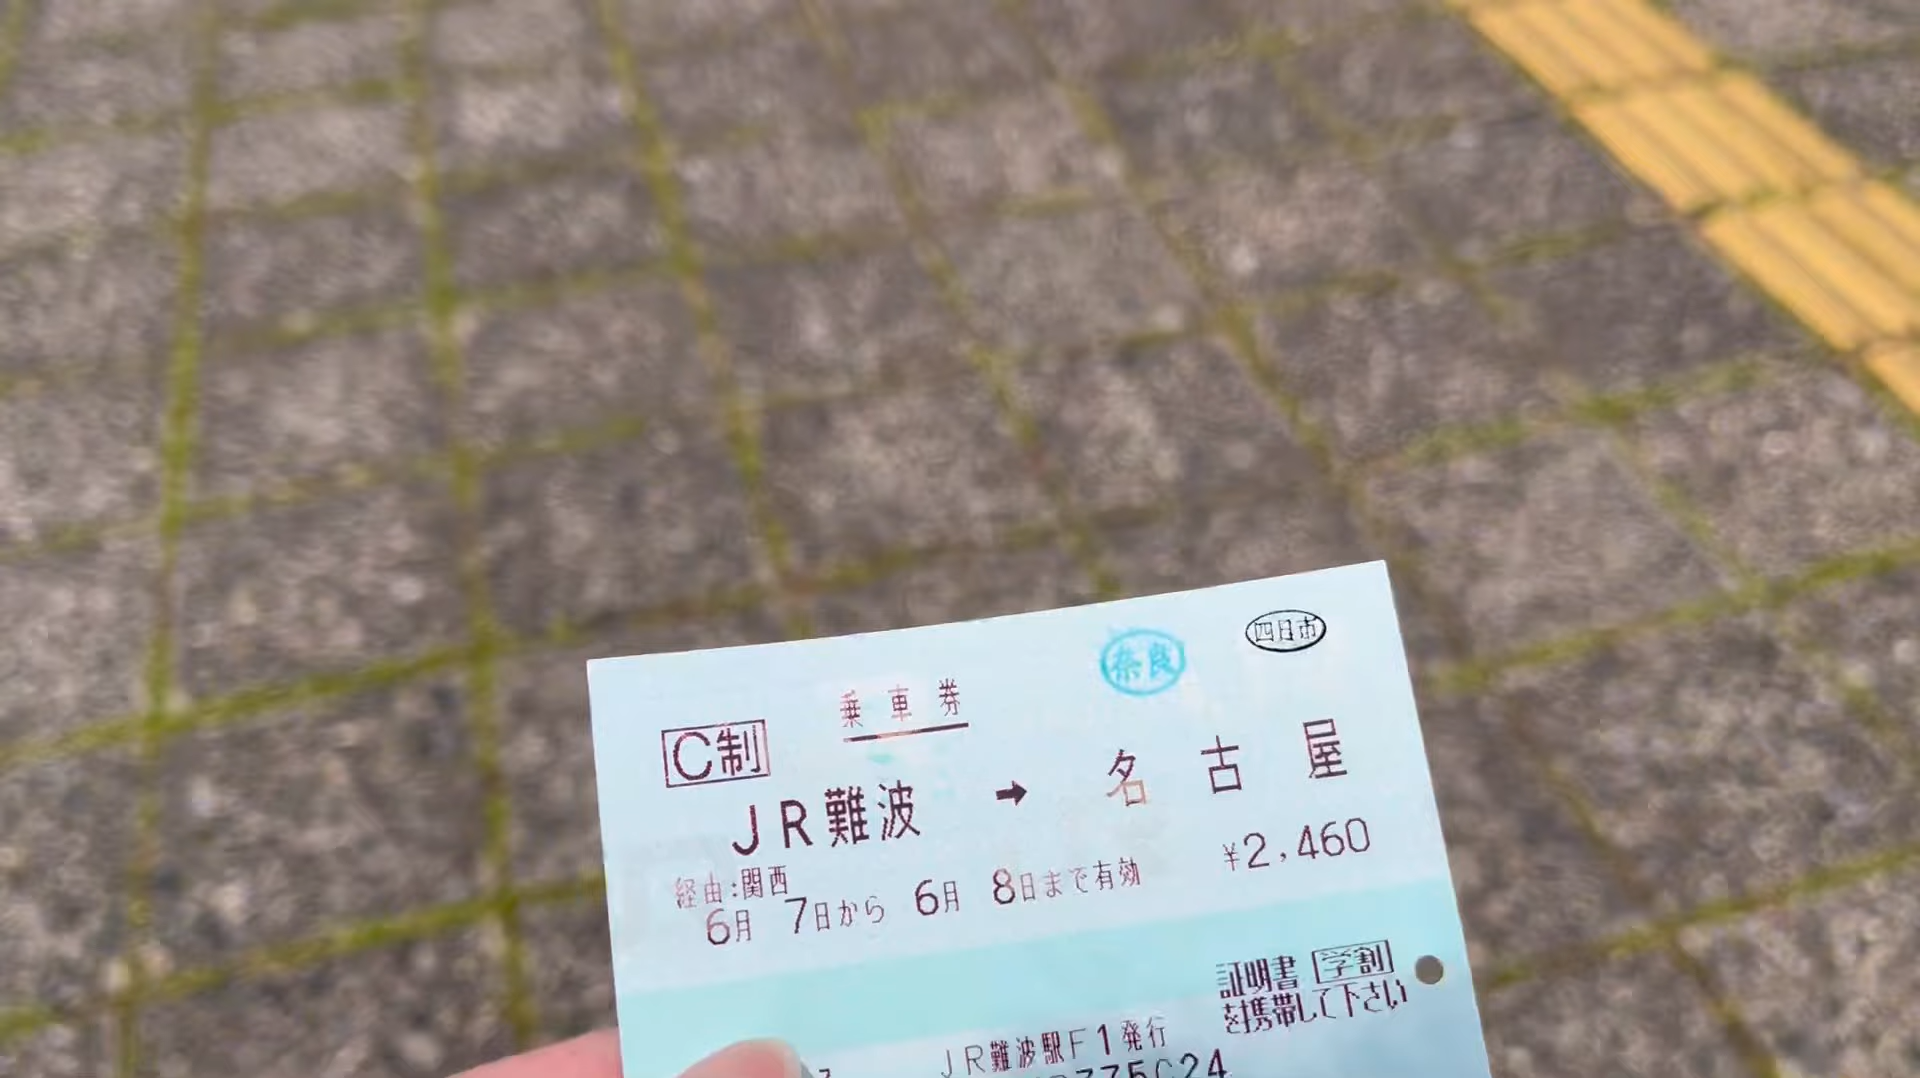 奈良
四日市
乗車券
C制
JR難波 → 名古屋
経由:関西
¥2,460
6月 7日から 6月 8日まで有効
証明書 学割
を携帯して下さい
JR難波駅F1発行